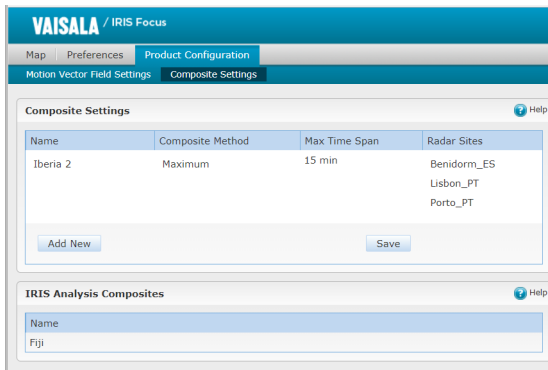 VAISALA / IRIS Focus
Map Preferences Product Configuration
Motion Vector Field Settings Composite Settings
Composite Settings ? Help
Name Composite Method Max Time Span Radar Sites
Iberia 2 Maximum 15 min Benidorm_ES
Lisbon_PT
Porto_PT
Add New Save
IRIS Analysis Composites ? Help
Name
Fiji